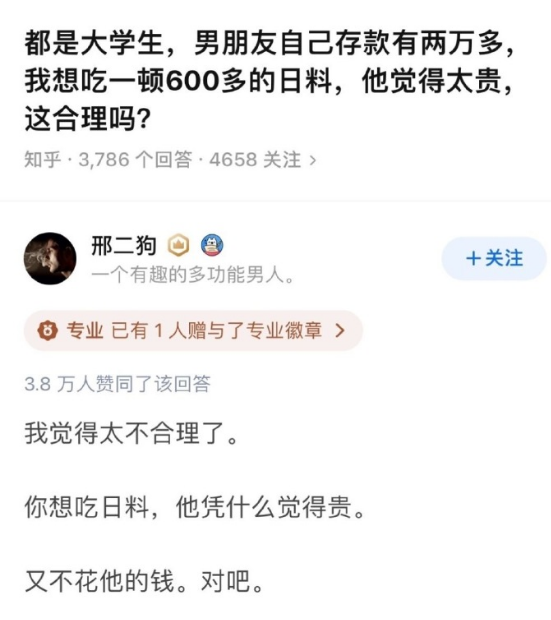 都是大学生，男朋友自己存款有两万多，
我想吃一顿600多的日料，他觉得太贵，
这合理吗？
知乎 · 3,786 个回答 · 4658 关注 >
邢二狗
一个有趣的多功能男人。
+关注
专业 已有 1 人赠与了专业徽章 >
3.8 万人赞同了该回答
我觉得太不合理了。
你想吃日料，他凭什么觉得贵。
又不花他的钱。对吧。